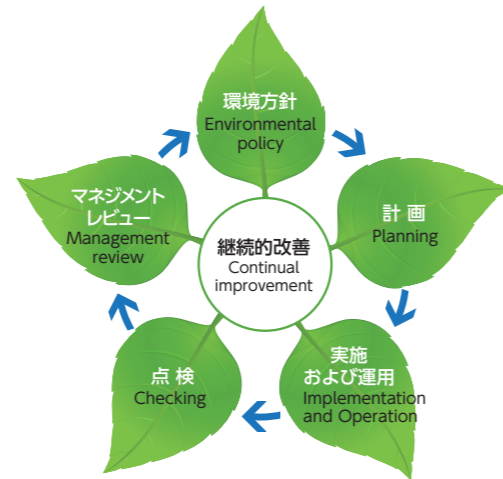 環境方針
Environmental
policy
計 画
Planning
実施
および運用
Implementation
and Operation
点 検
Checking
マネジメント
レビュー
Management
review
継続的改善
Continual
improvement